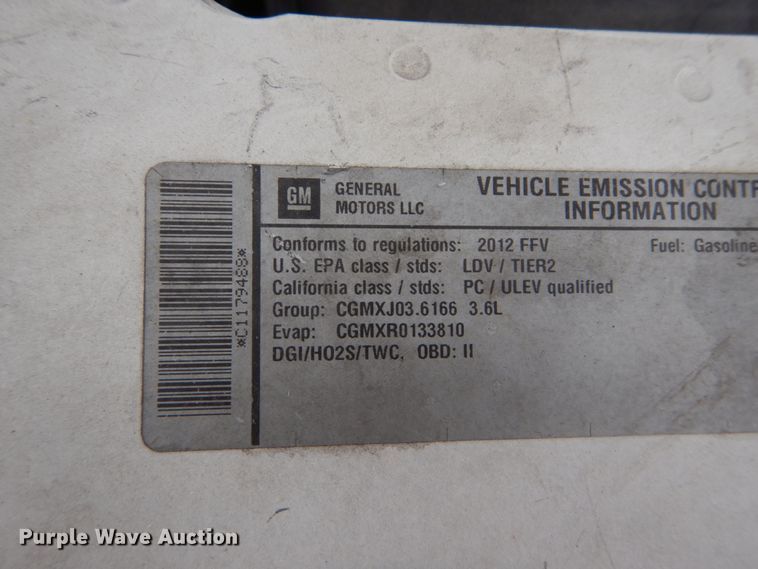 *C1179488*
GM
GENERAL
MOTORS LLC
VEHICLE EMISSION CONTR
INFORMATION
Conforms to regulations: 2012 FFV Fuel: Gasoline
U.S. EPA class / stds: LDV / TIER2
California class / stds: PC / ULEV qualified
Group: CGMXJ03.6166 3.6L
Evap: CGMXR0133810
DGI/HO2S/TWC, OBD: II
Purple Wave Auction